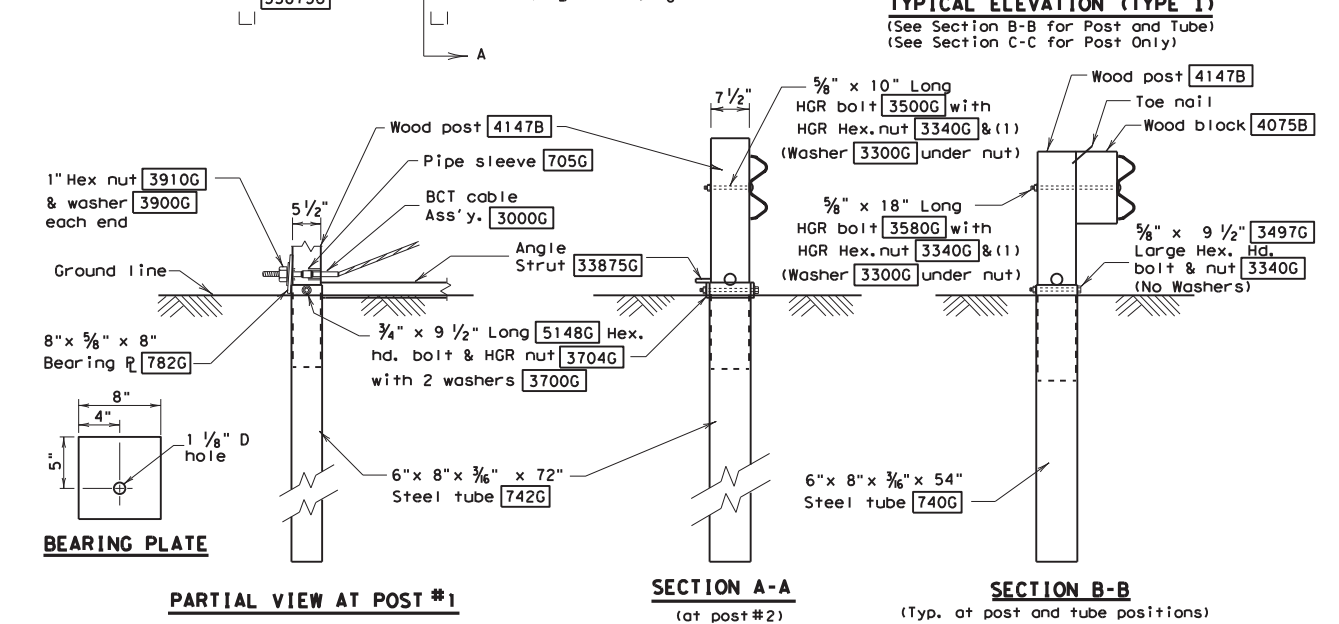 TYPICAL ELEVATION (TYPE I)
(See Section B-B for Post and Tube)
(See Section C-C for Post Only)
A
Wood post 4147B
Pipe sleeve 705G
BCT cable
Ass'y. 3000G
1" Hex nut 3910G
& washer 3900G
each end
5 1/2"
Ground line
Angle
Strut 33875G
8"x 5/8" x 8"
Bearing PL 782G
3/4" x 9 1/2" Long 5148G Hex.
hd. bolt & HGR nut 3704G
with 2 washers 3700G
8"
4"
5"
1 1/8" D
hole
BEARING PLATE
6"x 8"x 3/16" x 72"
Steel tube 742G
PARTIAL VIEW AT POST #1
7 1/2"
5/8" x 10" Long
HGR bolt 3500G with
HGR Hex.nut 3340G &(1)
(Washer 3300G under nut)
5/8" x 18" Long
HGR bolt 3580G with
HGR Hex.nut 3340G &(1)
(Washer 3300G under nut)
SECTION A-A
(at post#2)
Wood post 4147B
Toe nail
Wood block 4075B
5/8" x 9 1/2" 3497G
Large Hex. Hd.
bolt & nut 3340G
(No Washers)
6"x 8"x 3/16"x 54"
Steel tube 740G
SECTION B-B
(Typ. at post and tube positions)